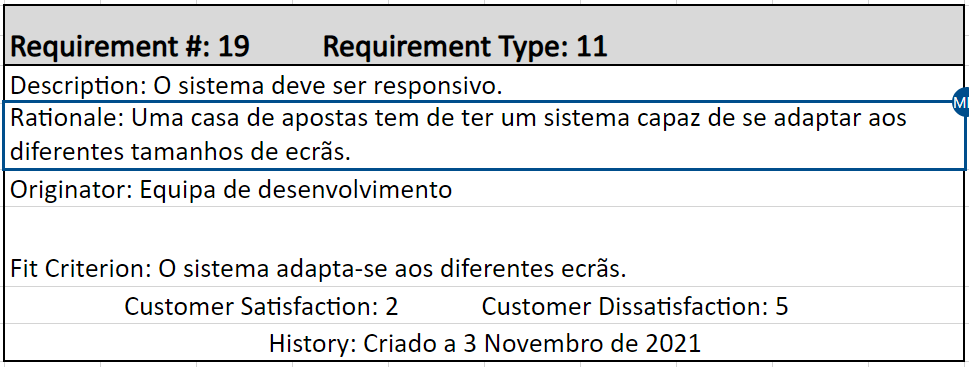 Requirement #: 19 Requirement Type: 11
Description: O sistema deve ser responsivo.
Rationale: Uma casa de apostas tem de ter um sistema capaz de se adaptar aos
diferentes tamanhos de ecrãs.
Originator: Equipa de desenvolvimento
Fit Criterion: O sistema adapta-se aos diferentes ecrãs.
Customer Satisfaction: 2 Customer Dissatisfaction: 5
History: Criado a 3 Novembro de 2021